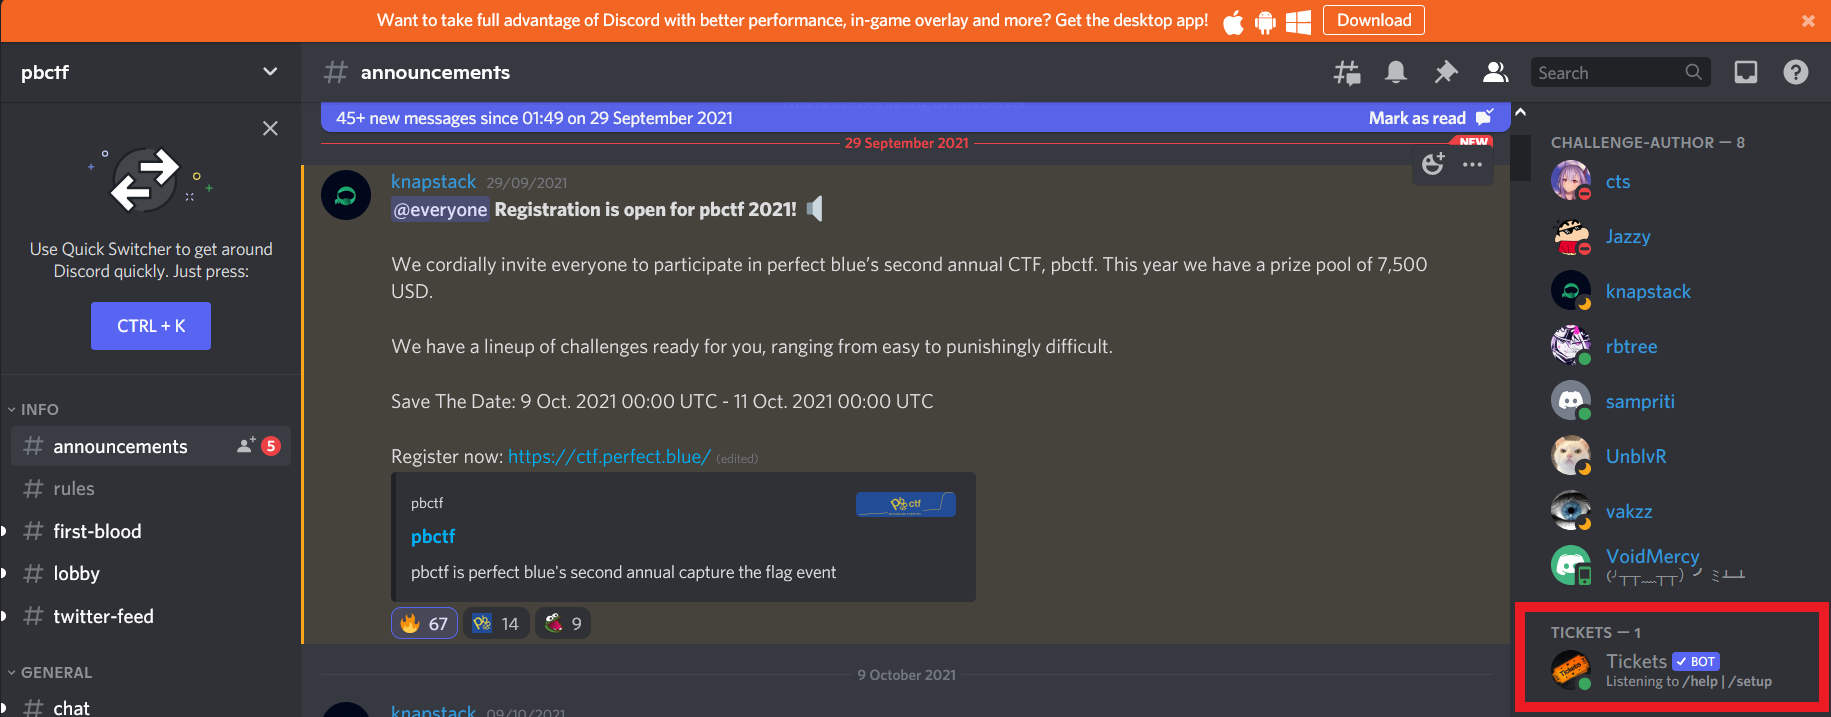 Want to take full advantage of Discord with better performance, in-game overlay and more? Get the desktop app!
Download
pbctf
announcements
Search
Use Quick Switcher to get around
Discord quickly. Just press:
CTRL + K
INFO
announcements
5
rules
first-blood
lobby
twitter-feed
GENERAL
chat
45+ new messages since 01:49 on 29 September 2021
Mark as read
29 September 2021
NEW
knapstack 29/09/2021
@everyone Registration is open for pbctf 2021!
We cordially invite everyone to participate in perfect blue’s second annual CTF, pbctf. This year we have a prize pool of 7,500
USD.
We have a lineup of challenges ready for you, ranging from easy to punishingly difficult.
Save The Date: 9 Oct. 2021 00:00 UTC - 11 Oct. 2021 00:00 UTC
Register now: https://ctf.perfect.blue/ (edited)
pbctf
Pb ctf
pbctf
pbctf is perfect blue's second annual capture the flag event
67
14
9
9 October 2021
knapstack 09/10/2021
CHALLENGE-AUTHOR — 8
cts
Jazzy
knapstack
rbtree
sampriti
UnblvR
vakzz
VoidMercy
TICKETS — 1
Tickets
Tickets BOT
Listening to /help | /setup